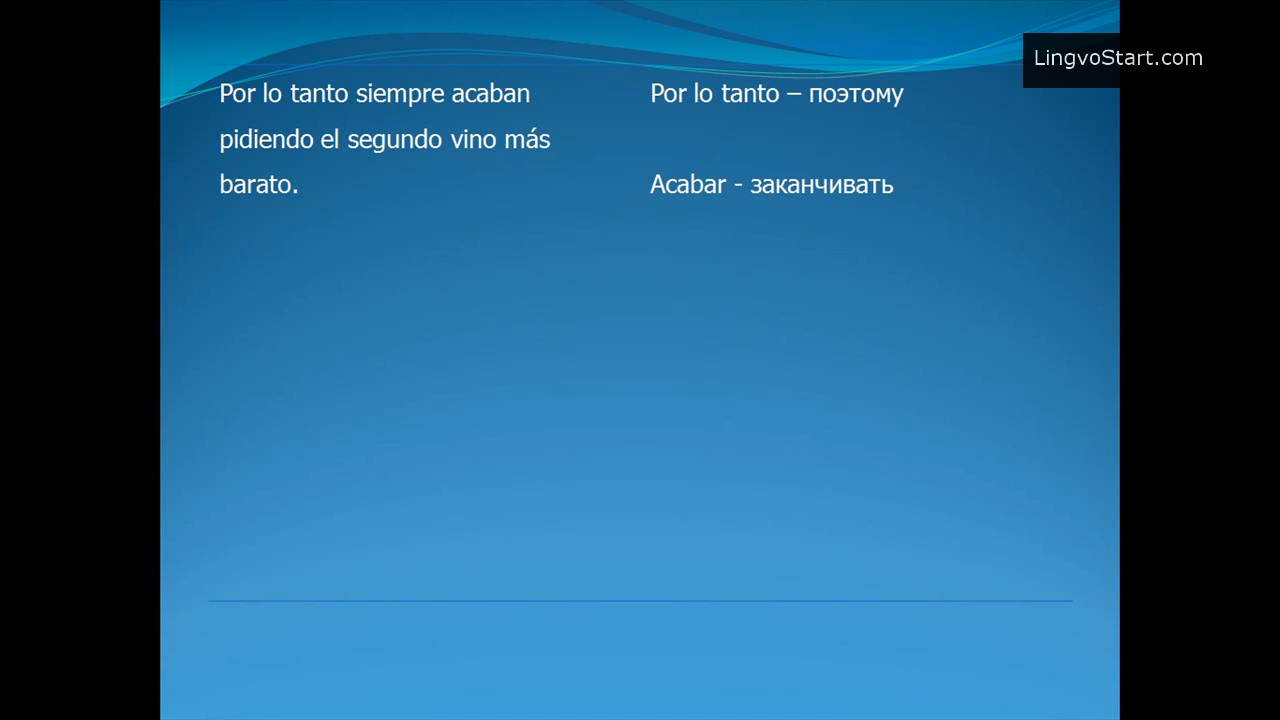 LingvoStart.com
Por lo tanto siempre acaban
pidiendo el segundo vino más
barato.
Por lo tanto – поэтому
Acabar - заканчивать